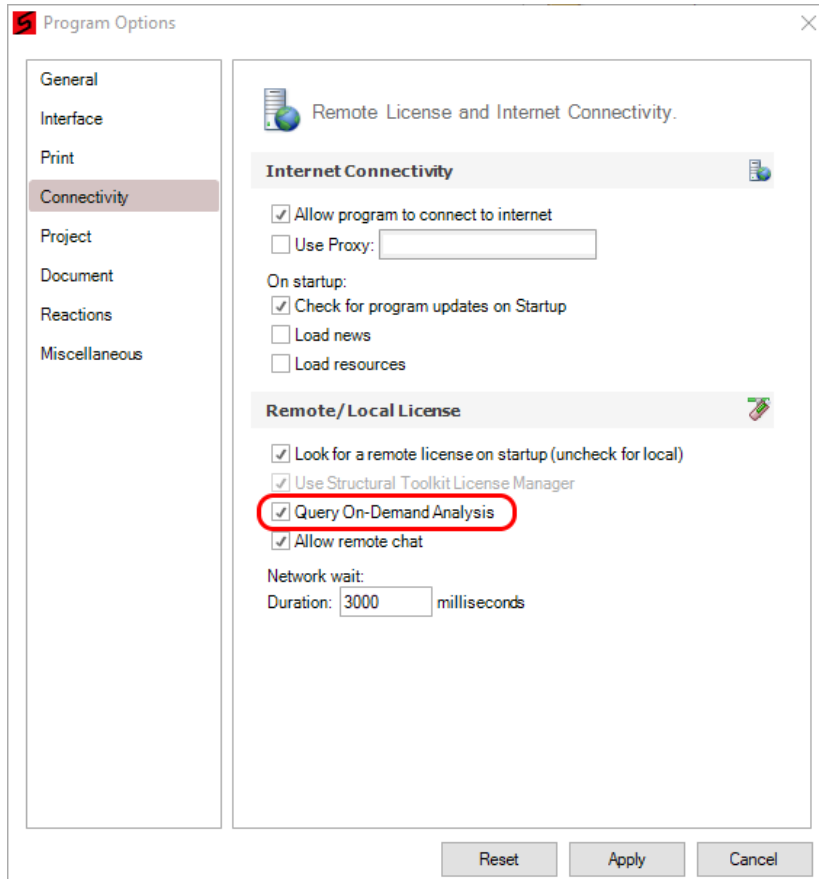 Program Options
General
Interface
Print
Connectivity
Project
Document
Reactions
Miscellaneous
Remote License and Internet Connectivity.
Internet Connectivity
Allow program to connect to internet
Use Proxy:
On startup:
Check for program updates on Startup
Load news
Load resources
Remote/Local License
Look for a remote license on startup (uncheck for local)
Use Structural Toolkit License Manager
Query On-Demand Analysis
Allow remote chat
Network wait:
Duration: 3000 milliseconds
Reset Apply Cancel